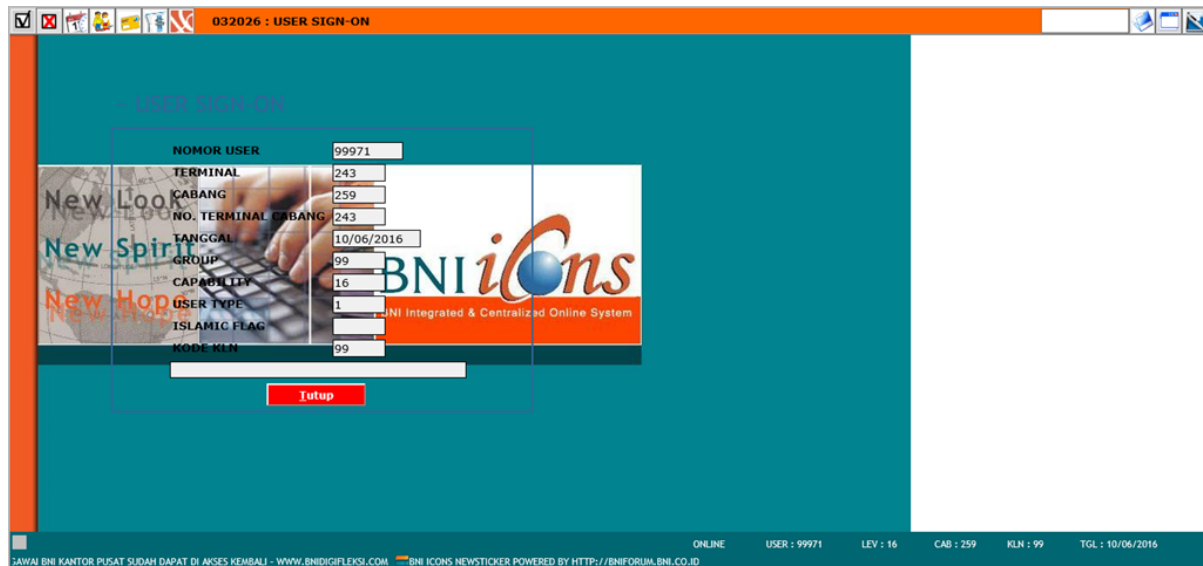 032026 : USER SIGN-ON
- USER SIGN-ON
NOMOR USER 99971
TERMINAL 243
CABANG 259
NO. TERMINAL CABANG 243
TANGGAL 10/06/2016
GROUP 99
CAPABILITY 16
USER TYPE 1
ISLAMIC FLAG
KODE KLN 99
Tutup
New Look
New Spirit
New Hope
BNI icons
BNI Integrated & Centralized Online System
ONLINE USER : 99971 LEV : 16 CAB : 259 KLN : 99 TGL : 10/06/2016
GAWAI BNI KANTOR PUSAT SUDAH DAPAT DI AKSES KEMBALI - WWW.BNIDIGIFLEKSI.COM BNI ICONS NEWSTICKER POWERED BY HTTP://BNIFORUM.BNI.CO.ID